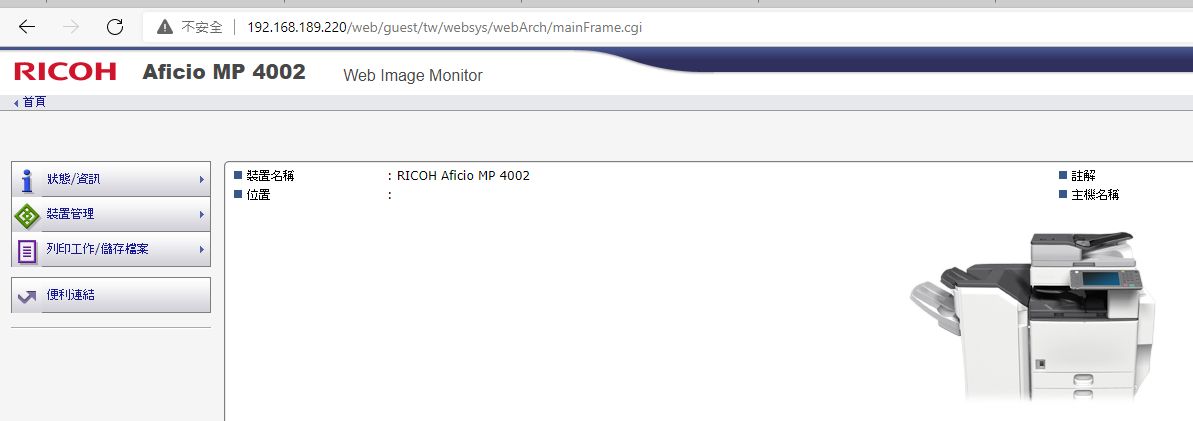 不安全 192.168.189.220/web/guest/tw/websys/webArch/mainFrame.cgi
RICOH Aficio MP 4002 Web Image Monitor
首頁
狀態/資訊
裝置管理
列印工作/儲存檔案
便利連結
裝置名稱 : RICOH Aficio MP 4002 註解
位置 : 主機名稱